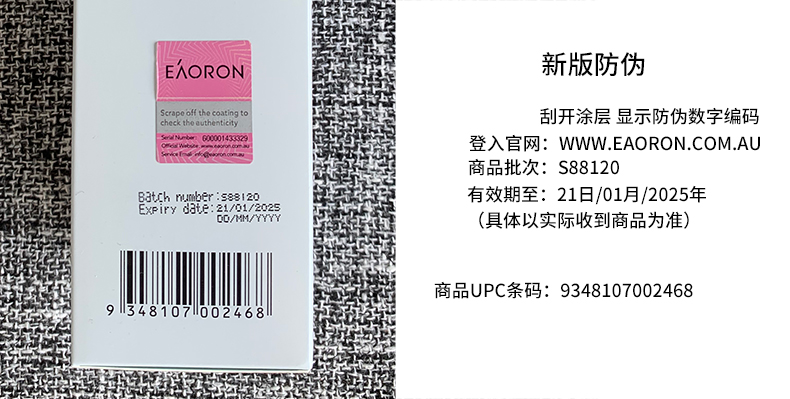 EÁORON
Scrape off the coating to
check the authenticity
Serial Number: 600001433329
Official Website: www.eaoron.com.au
Service Email: info@eaoron.com.au
Batch number:S88120
Expiry date:21/01/2025
DD/MM/YYYY
9 348107 002468
新版防伪
刮开涂层 显示防伪数字编码
登入官网：WWW.EAORON.COM.AU
商品批次：S88120
有效期至：21日/01月/2025年
（具体以实际收到商品为准）
商品UPC条码：9348107002468